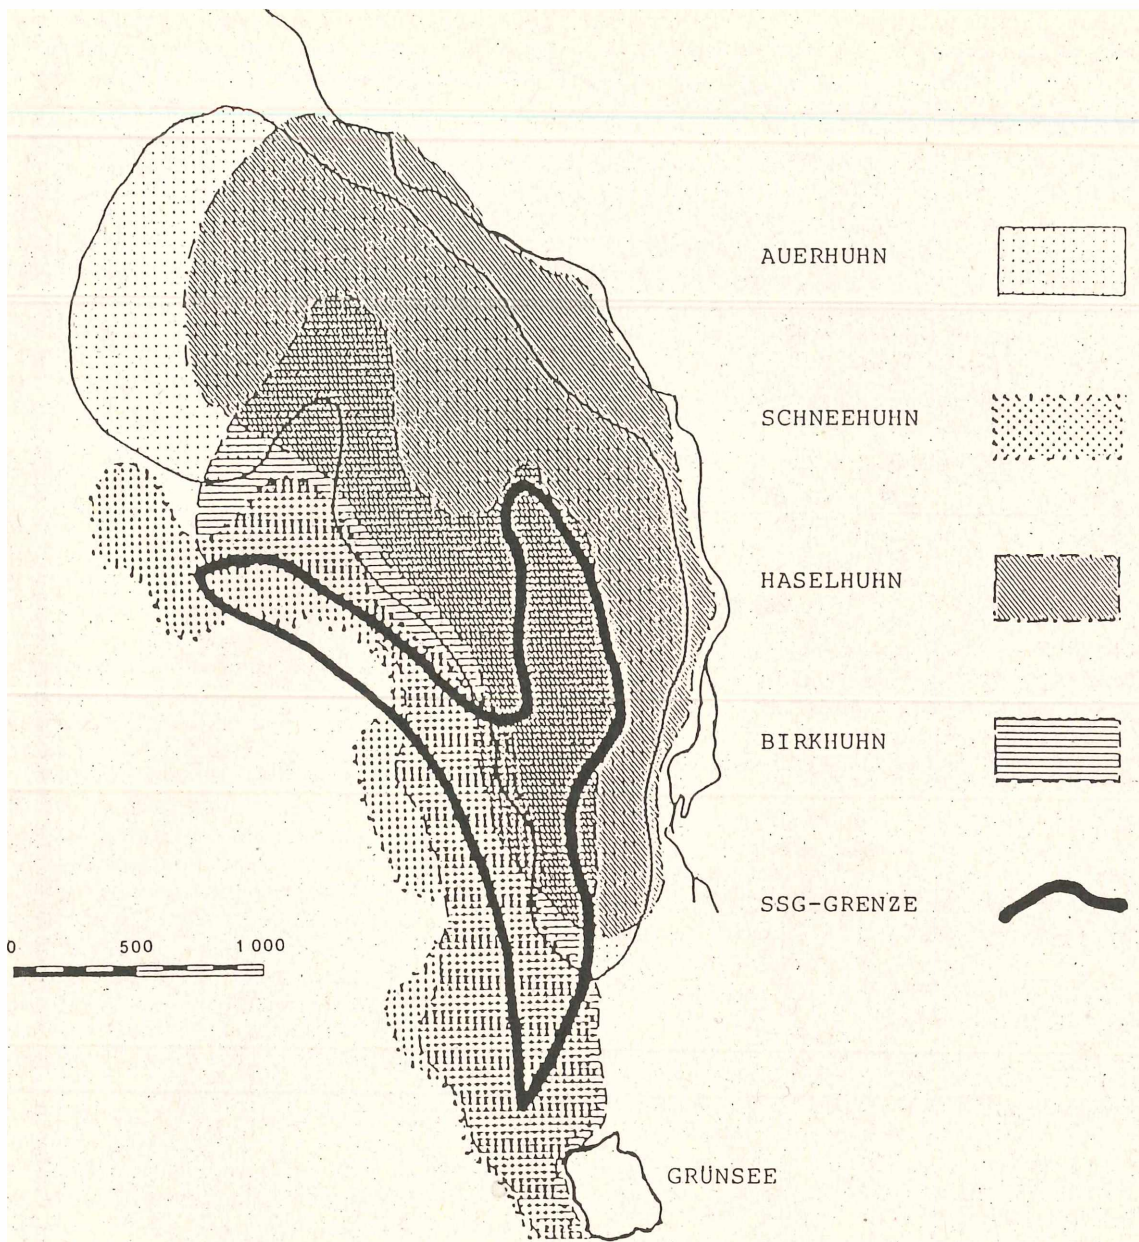 AUERHUHN
SCHNEEHUHN
HASELHUHN
BIRKHUHN
SSG-GRENZE
0 500 1 000
GRÜNSEE